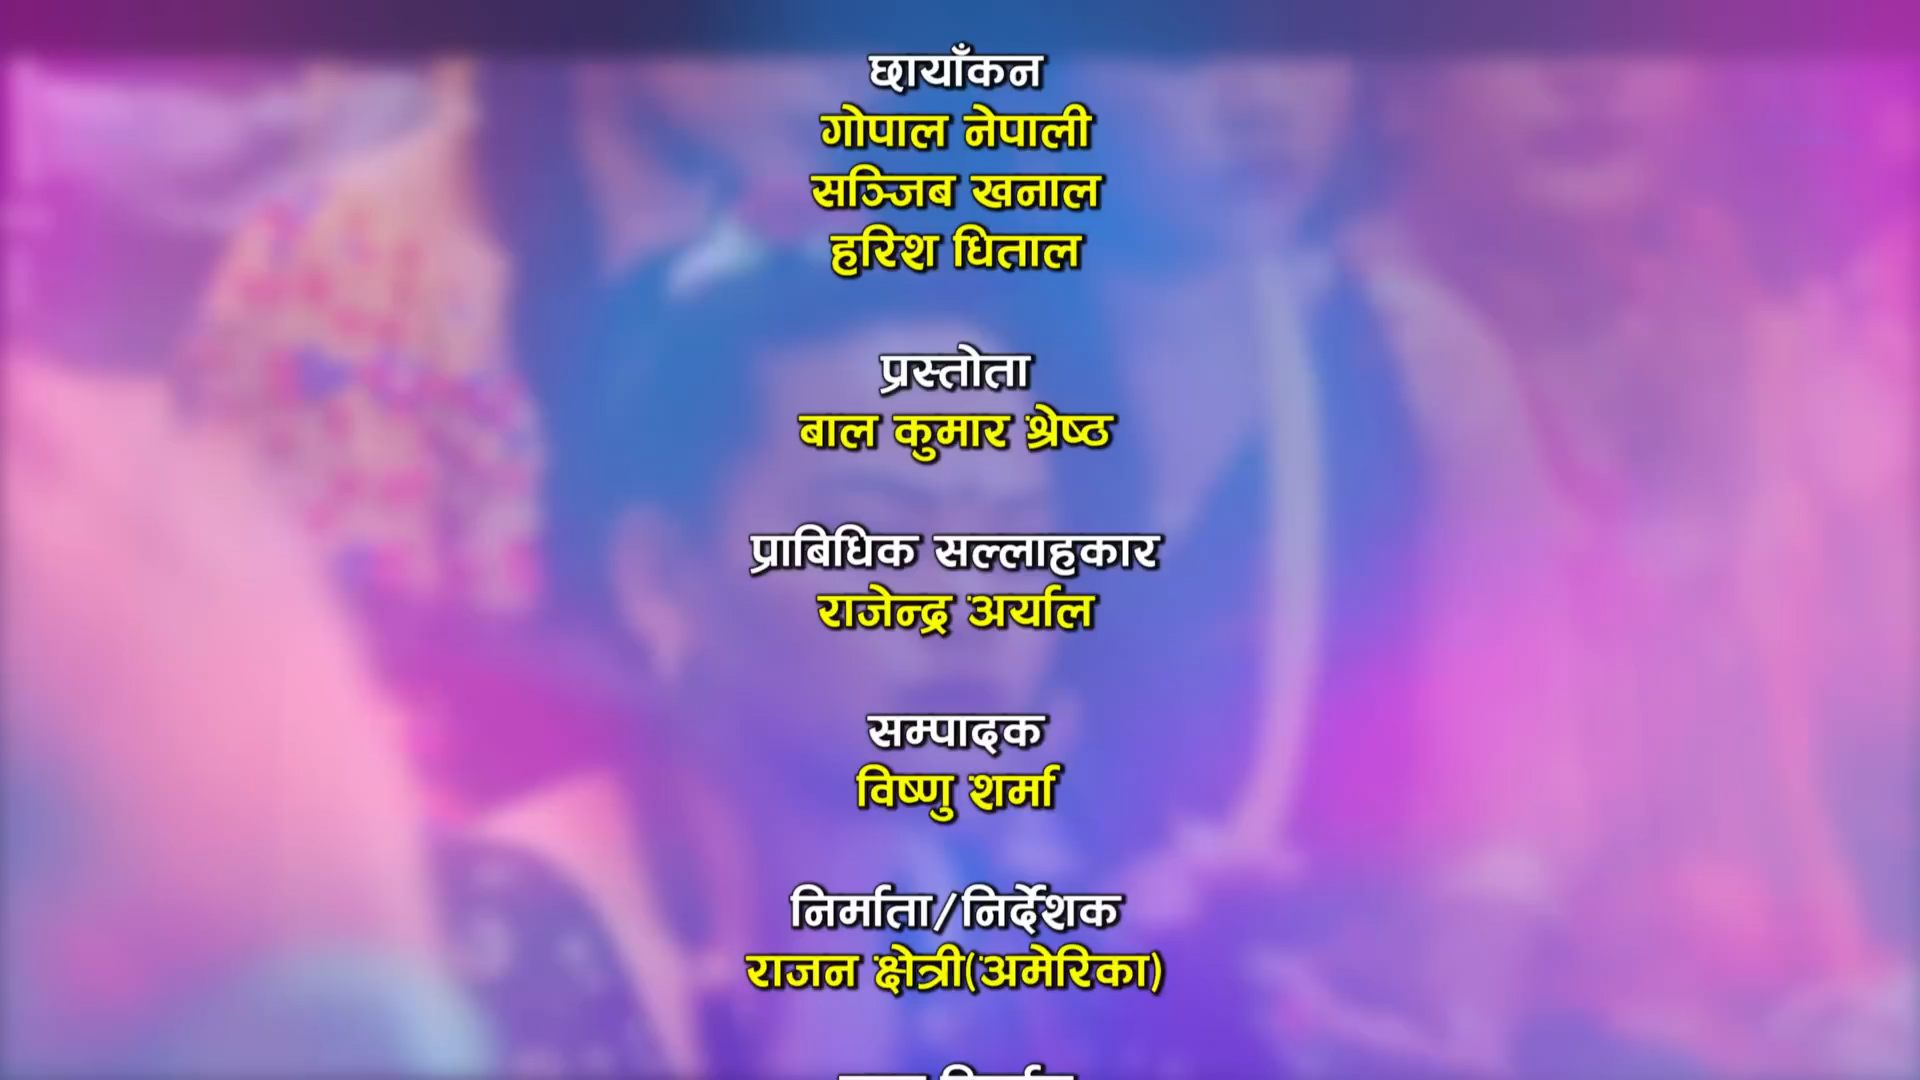 छायाँकन
गोपाल नेपाली
सञ्जिब खनाल
हरिश धिताल
प्रस्तोता
बाल कुमार श्रेष्ठ
प्राबिधिक सल्लाहकार
राजेन्द्र अर्याल
सम्पादक
विष्णु शर्मा
निर्माता/निर्देशक
राजन क्षेत्री(अमेरिका)